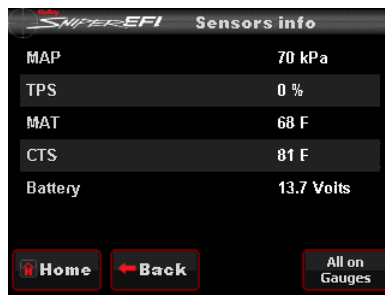 Holley
SNIPER EFI Sensors info
MAP 70 kPa
TPS 0 %
MAT 68 F
CTS 81 F
Battery 13.7 Volts
Home Back All on
Gauges